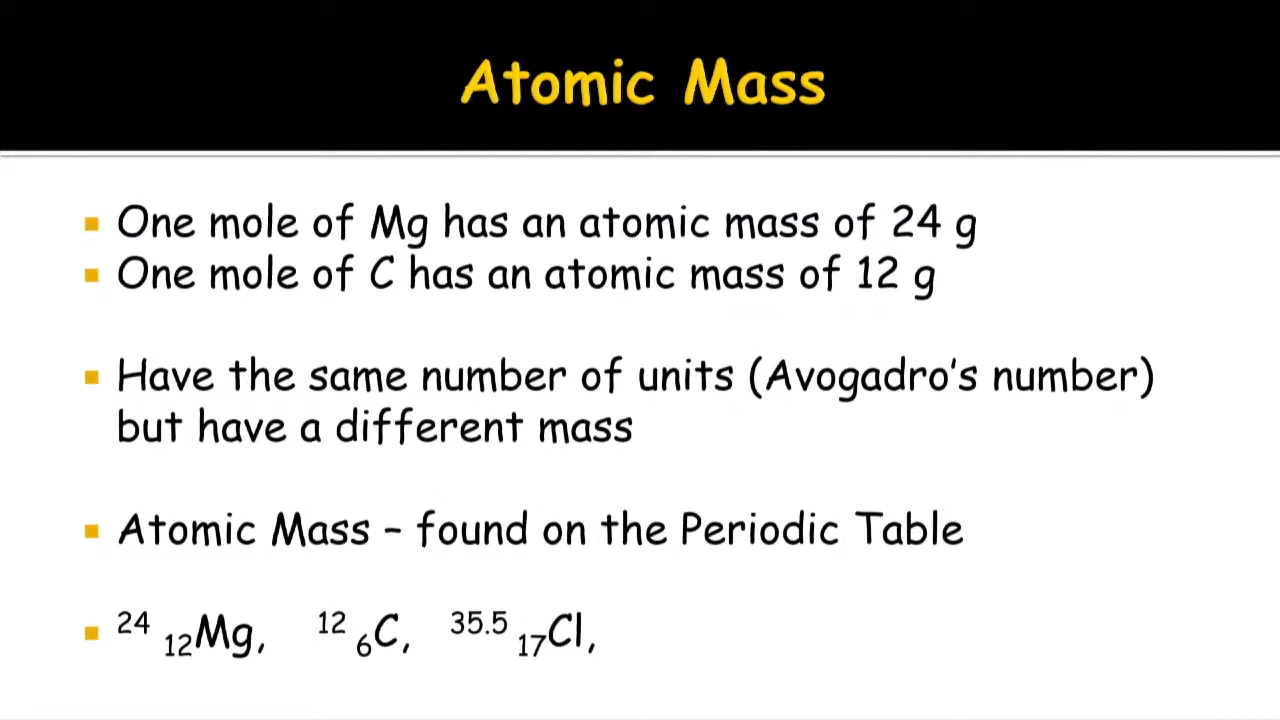 Atomic Mass
▪ One mole of Mg has an atomic mass of 24 g
▪ One mole of C has an atomic mass of 12 g
▪ Have the same number of units (Avogadro’s number)
but have a different mass
▪ Atomic Mass – found on the Periodic Table
▪ ²⁴ ₁₂Mg, ¹² ₆C, ³⁵·⁵ ₁₇Cl,